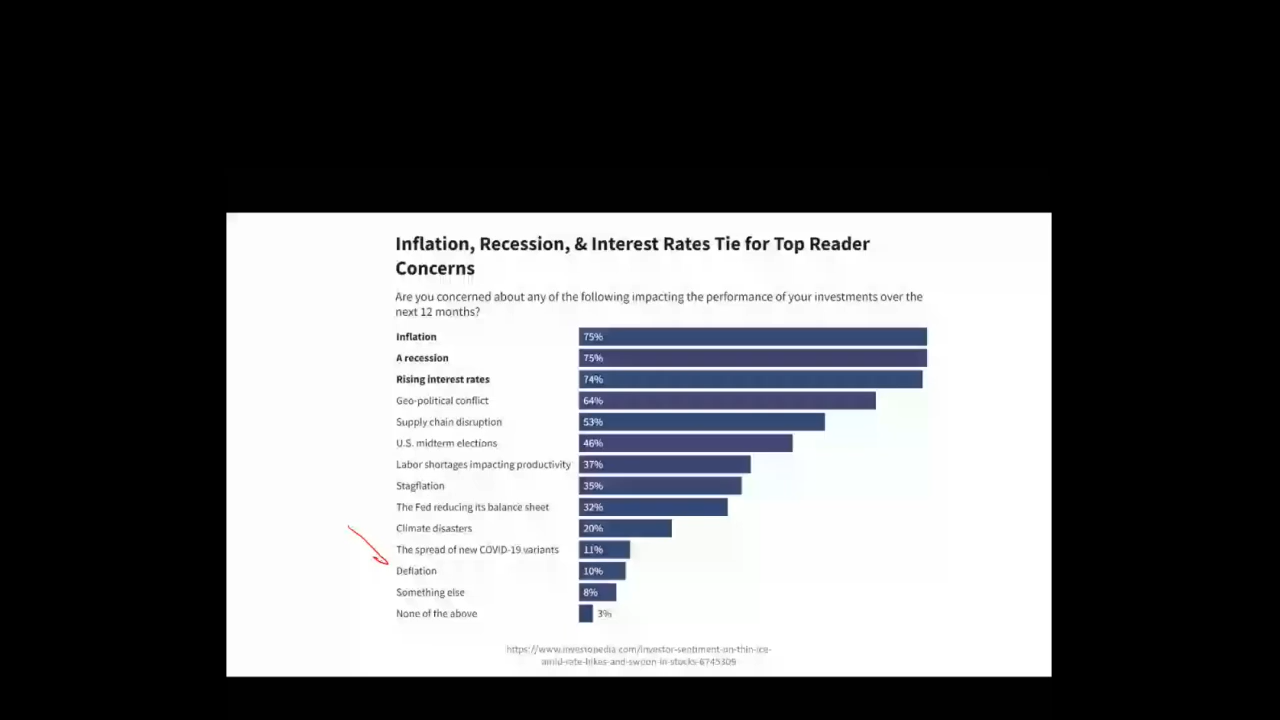 Inflation, Recession, & Interest Rates Tie for Top Reader
Concerns
Are you concerned about any of the following impacting the performance of your investments over the
next 12 months?
Inflation 75%
A recession 75%
Rising interest rates 74%
Geo-political conflict 64%
Supply chain disruption 53%
U.S. midterm elections 46%
Labor shortages impacting productivity 37%
Stagflation 35%
The Fed reducing its balance sheet 32%
Climate disasters 20%
The spread of new COVID-19 variants 11%
Deflation 10%
Something else 8%
None of the above 3%
https://www.investopedia.com/investor-sentiment-on-thin-ice-
amid-rate-hikes-and-swoon-in-stocks-6745309